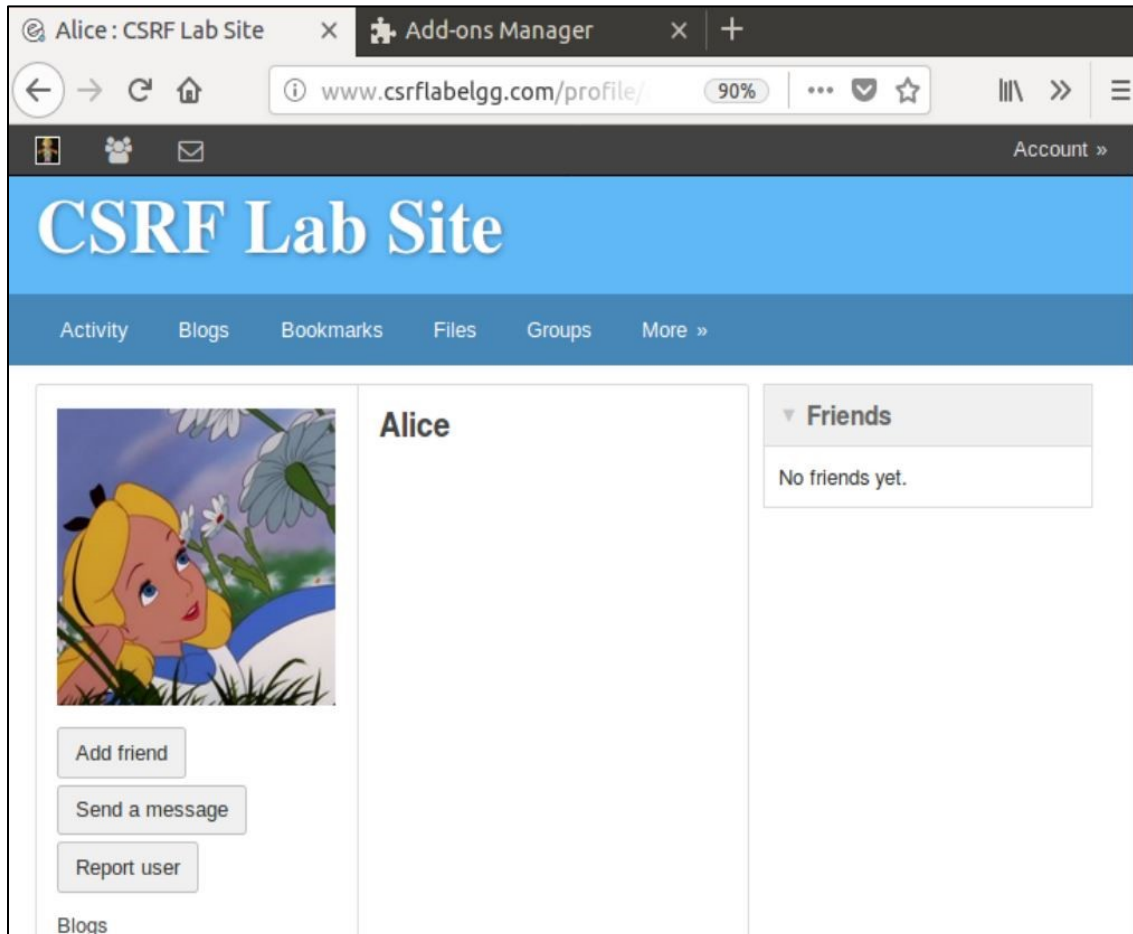 Alice : CSRF Lab Site
Add-ons Manager
www.csrflabelgg.com/profile/
90%
Account »
CSRF Lab Site
Activity Blogs Bookmarks Files Groups More »
Alice
Friends
No friends yet.
Add friend
Send a message
Report user
Blogs